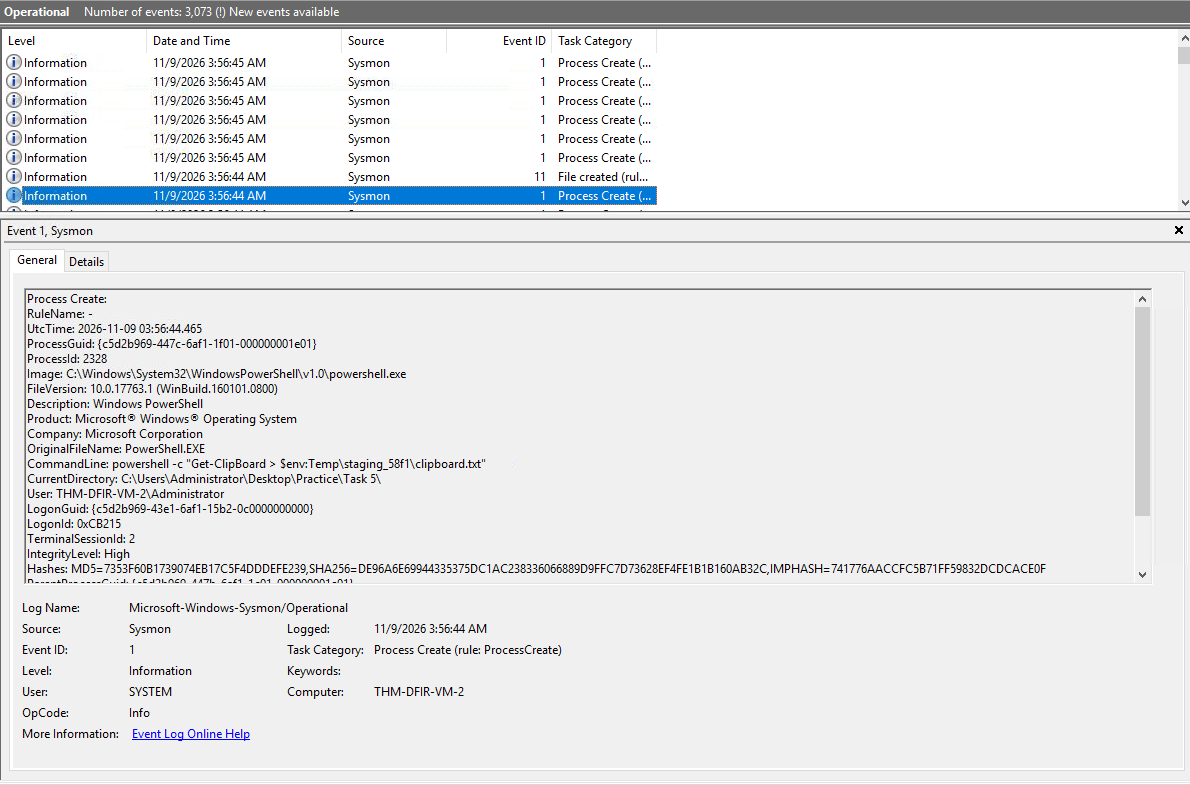 Operational Number of events: 3,073 (!) New events available
Level Date and Time Source Event ID Task Category
Information 11/9/2026 3:56:45 AM Sysmon 1 Process Create (...
Information 11/9/2026 3:56:45 AM Sysmon 1 Process Create (...
Information 11/9/2026 3:56:45 AM Sysmon 1 Process Create (...
Information 11/9/2026 3:56:45 AM Sysmon 1 Process Create (...
Information 11/9/2026 3:56:45 AM Sysmon 1 Process Create (...
Information 11/9/2026 3:56:45 AM Sysmon 1 Process Create (...
Information 11/9/2026 3:56:44 AM Sysmon 11 File created (rul...
Information 11/9/2026 3:56:44 AM Sysmon 1 Process Create (...
Event 1, Sysmon
General Details
Process Create:
RuleName: -
UtcTime: 2026-11-09 03:56:44.465
ProcessGuid: {c5d2b969-447c-6af1-1f01-000000001e01}
ProcessId: 2328
Image: C:\Windows\System32\WindowsPowerShell\v1.0\powershell.exe
FileVersion: 10.0.17763.1 (WinBuild.160101.0800)
Description: Windows PowerShell
Product: Microsoft® Windows® Operating System
Company: Microsoft Corporation
OriginalFileName: PowerShell.EXE
CommandLine: powershell -c "Get-ClipBoard > $env:Temp\staging_58f1\clipboard.txt"
CurrentDirectory: C:\Users\Administrator\Desktop\Practice\Task 5\
User: THM-DFIR-VM-2\Administrator
LogonGuid: {c5d2b969-43e1-6af1-15b2-0c0000000000}
LogonId: 0xCB215
TerminalSessionId: 2
IntegrityLevel: High
Hashes: MD5=7353F60B1739074EB17C5F4DDDEFE239,SHA256=DE96A6E69944335375DC1AC238336066889D9FFC7D73628EF4FE1B1B160AB32C,IMPHASH=741776AACCFC5B71FF59832DCDCACE0F
ParentProcessGuid: {c5d2b969-447b-6af1-1c01-000000001e01}
Log Name: Microsoft-Windows-Sysmon/Operational
Source: Sysmon Logged: 11/9/2026 3:56:44 AM
Event ID: 1 Task Category: Process Create (rule: ProcessCreate)
Level: Information Keywords:
User: SYSTEM Computer: THM-DFIR-VM-2
OpCode: Info
More Information: Event Log Online Help